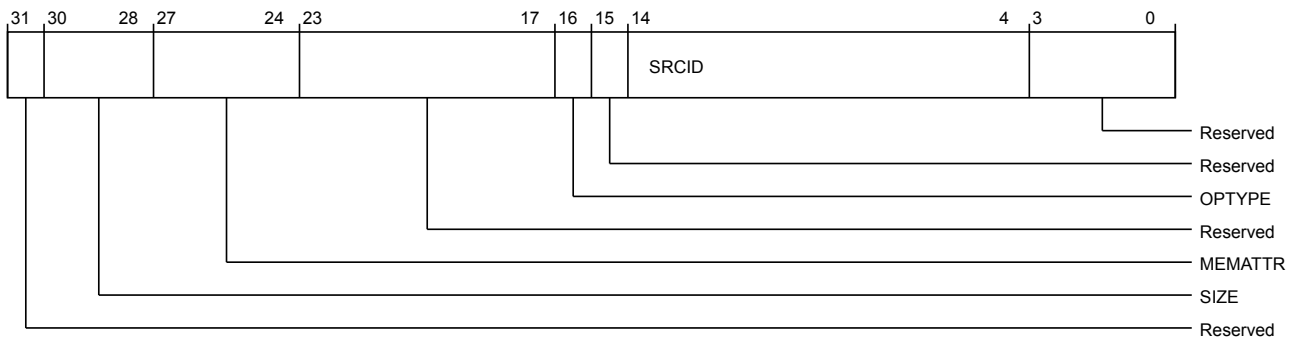 31 30 28 27 24 23 17 16 15 14 4 3 0
SRCID
Reserved
Reserved
OPTYPE
Reserved
MEMATTR
SIZE
Reserved